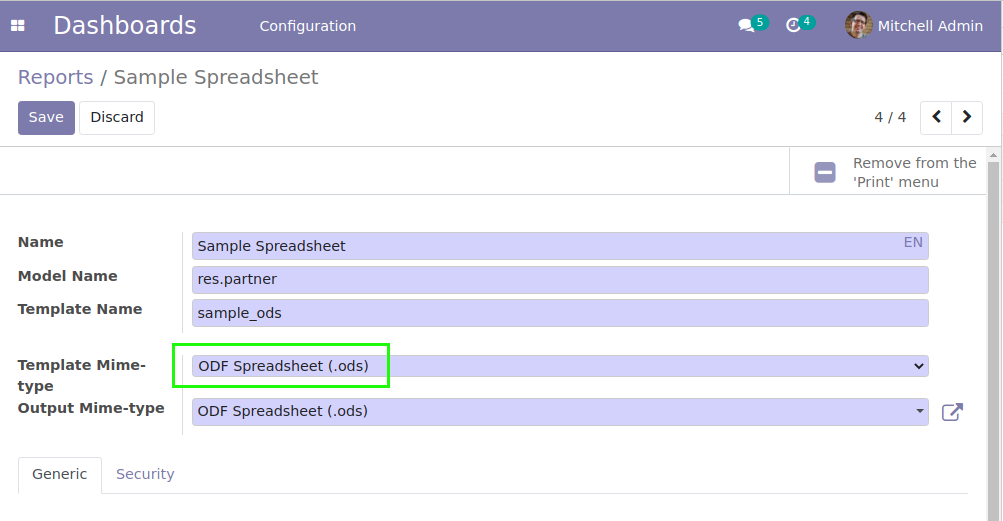 Dashboards Configuration 5 4 Mitchell Admin
Reports / Sample Spreadsheet
Save Discard 4 / 4
Remove from the
'Print' menu
Name Sample Spreadsheet EN
Model Name res.partner
Template Name sample_ods
Template Mime- ODF Spreadsheet (.ods)
type
Output Mime-type ODF Spreadsheet (.ods)
Generic Security